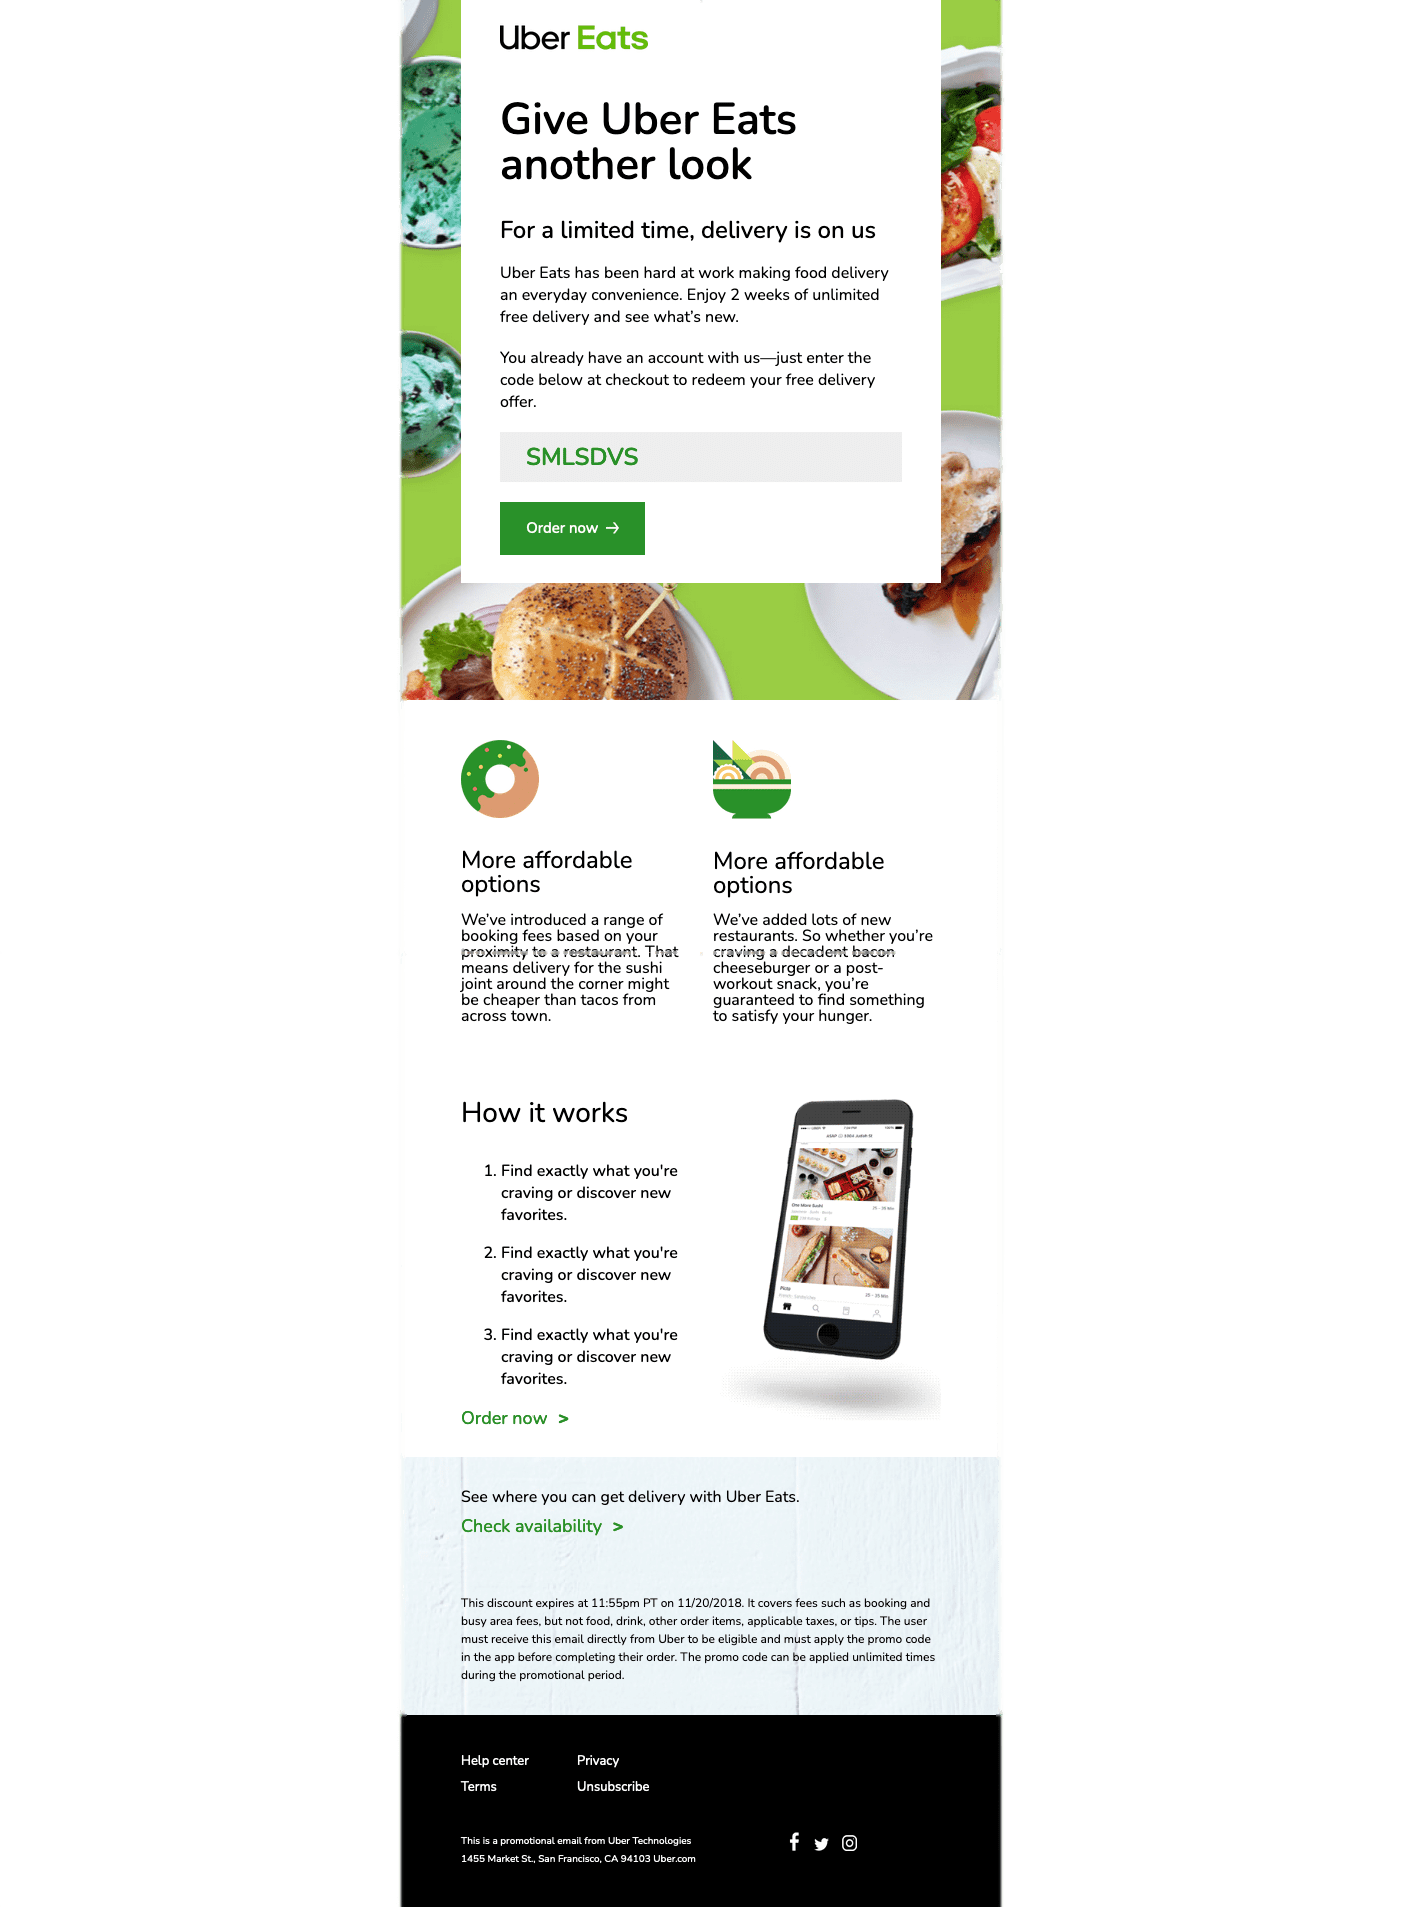 Uber Eats
Give Uber Eats
another look
For a limited time, delivery is on us
Uber Eats has been hard at work making food delivery
an everyday convenience. Enjoy 2 weeks of unlimited
free delivery and see what’s new.
You already have an account with us—just enter the
code below at checkout to redeem your free delivery
offer.
SMLSDVS
Order now →
More affordable
options
We’ve introduced a range of
booking fees based on your
proximity to a restaurant. That
means delivery for the sushi
joint around the corner might
be cheaper than tacos from
across town.
More affordable
options
We’ve added lots of new
restaurants. So whether you’re
craving a decadent bacon
cheeseburger or a post-
workout snack, you’re
guaranteed to find something
to satisfy your hunger.
How it works
1. Find exactly what you're
craving or discover new
favorites.
2. Find exactly what you're
craving or discover new
favorites.
3. Find exactly what you're
craving or discover new
favorites.
Order now >
One More Sushi
25 – 35 Min
25 – 35 Min
See where you can get delivery with Uber Eats.
Check availability >
This discount expires at 11:55pm PT on 11/20/2018. It covers fees such as booking and
busy area fees, but not food, drink, other order items, applicable taxes, or tips. The user
must receive this email directly from Uber to be eligible and must apply the promo code
in the app before completing their order. The promo code can be applied unlimited times
during the promotional period.
Help center
Privacy
Terms
Unsubscribe
This is a promotional email from Uber Technologies
1455 Market St., San Francisco, CA 94103 Uber.com